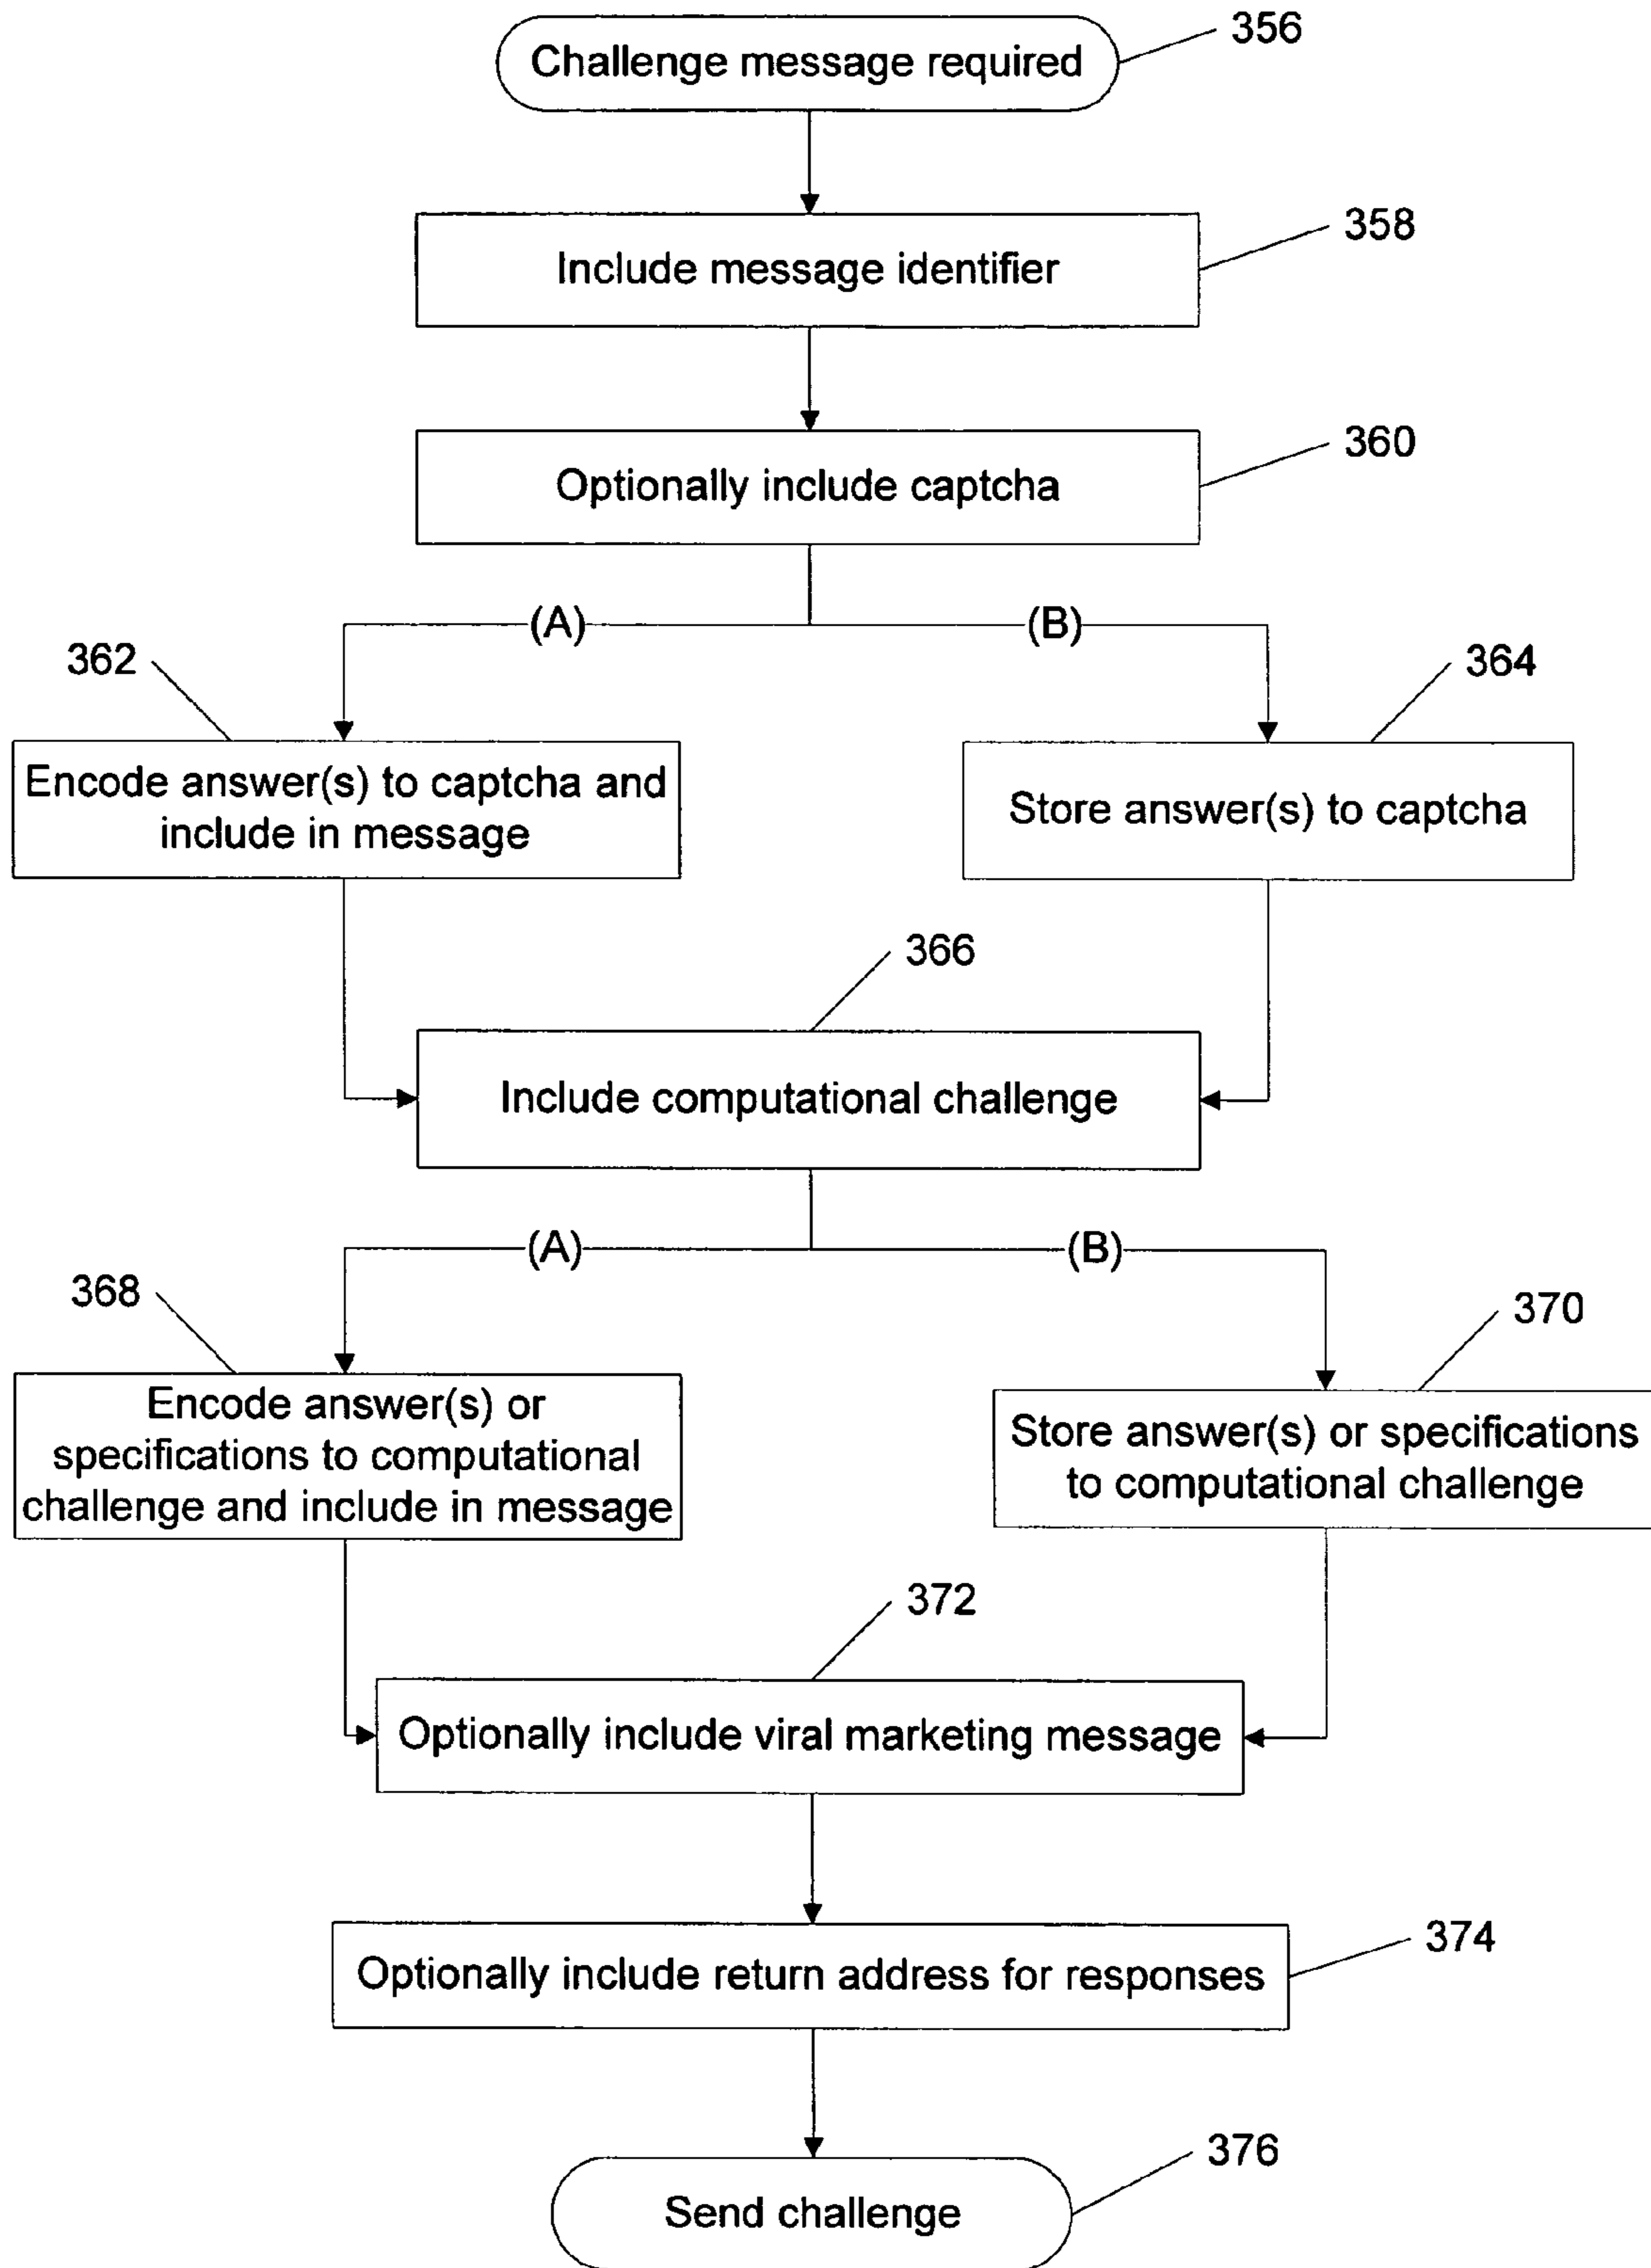 356
Challenge message required
358
Include message identifier
360
Optionally include captcha
(A)
(B)
362
364
Encode answer(s) to captcha and
include in message
Store answer(s) to captcha
366
Include computational challenge
(A)
(B)
368
370
Encode answer(s) or
specifications to computational
challenge and include in message
Store answer(s) or specifications
to computational challenge
372
Optionally include viral marketing message
374
Optionally include return address for responses
376
Send challenge